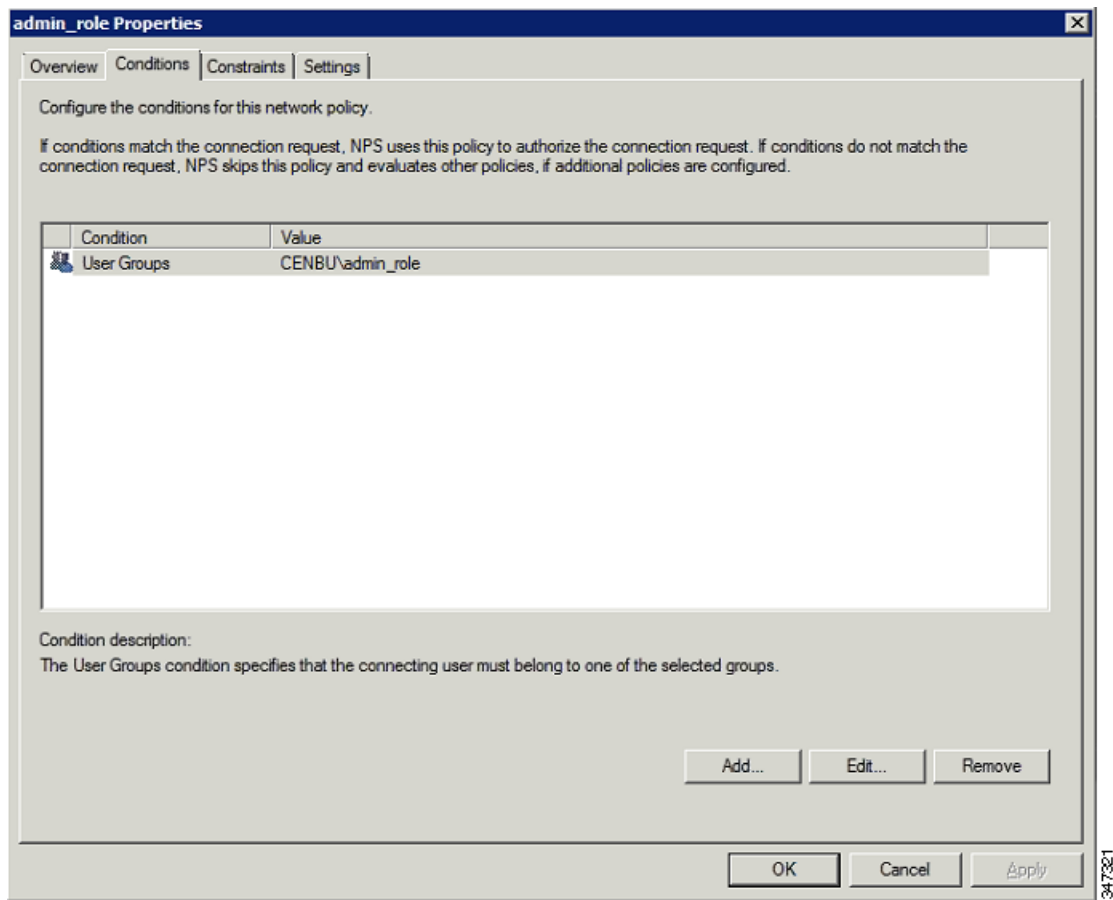 admin_role Properties
Overview Conditions Constraints Settings
Configure the conditions for this network policy.
If conditions match the connection request, NPS uses this policy to authorize the connection request. If conditions do not match the
connection request, NPS skips this policy and evaluates other policies, if additional policies are configured.
Condition Value
User Groups CENBU\admin_role
Condition description:
The User Groups condition specifies that the connecting user must belong to one of the selected groups.
Add... Edit... Remove
OK Cancel Apply
347321